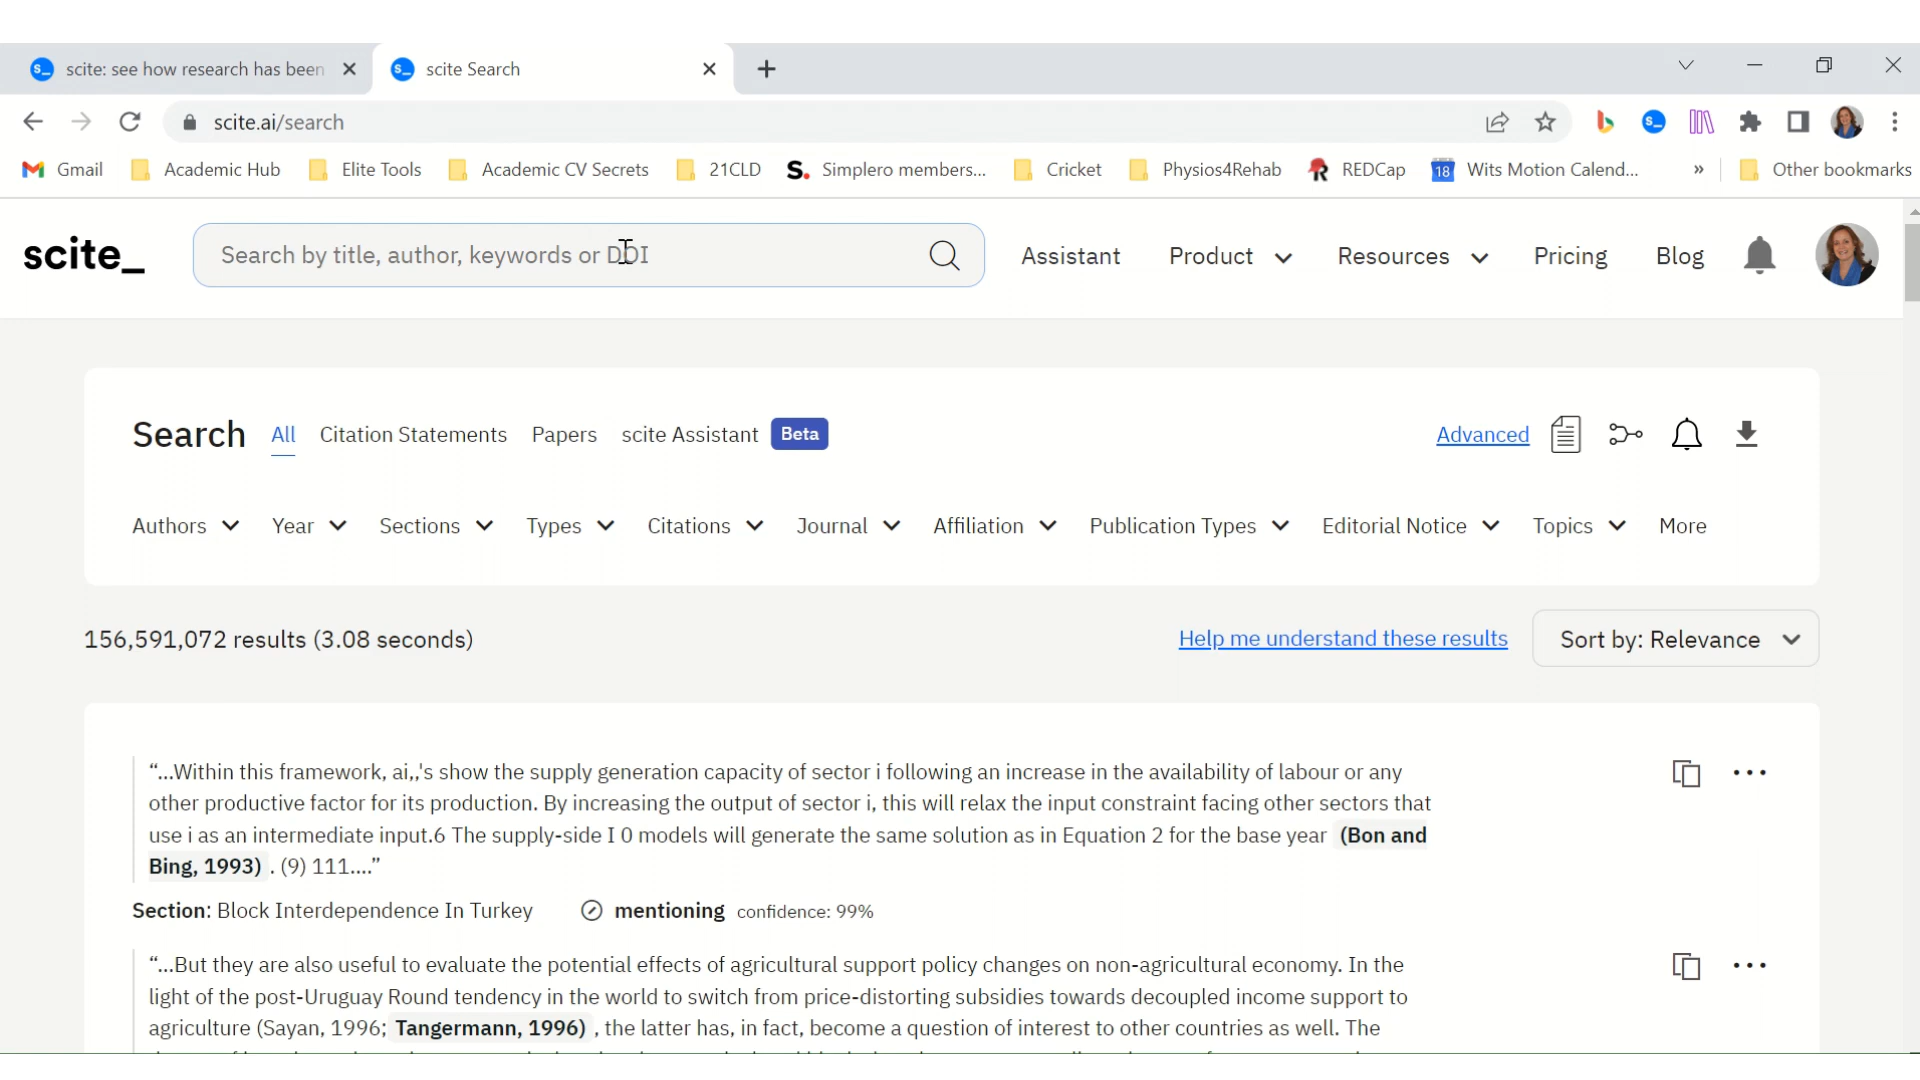 scite: see how research has been
scite Search
scite.ai/search
Gmail Academic Hub Elite Tools Academic CV Secrets 21CLD Simplero members... Cricket Physios4Rehab REDCap 18 Wits Motion Calend... » Other bookmarks
scite_ Search by title, author, keywords or DOI Assistant Product Resources Pricing Blog
Search All Citation Statements Papers scite Assistant Beta Advanced
Authors Year Sections Types Citations Journal Affiliation Publication Types Editorial Notice Topics More
156,591,072 results (3.08 seconds) Help me understand these results Sort by: Relevance
“...Within this framework, ai,,'s show the supply generation capacity of sector i following an increase in the availability of labour or any
other productive factor for its production. By increasing the output of sector i, this will relax the input constraint facing other sectors that
use i as an intermediate input.6 The supply-side I 0 models will generate the same solution as in Equation 2 for the base year (Bon and
Bing, 1993) . (9) 111....”
Section: Block Interdependence In Turkey mentioning confidence: 99%
“...But they are also useful to evaluate the potential effects of agricultural support policy changes on non-agricultural economy. In the
light of the post-Uruguay Round tendency in the world to switch from price-distorting subsidies towards decoupled income support to
agriculture (Sayan, 1996; Tangermann, 1996) , the latter has, in fact, become a question of interest to other countries as well. The